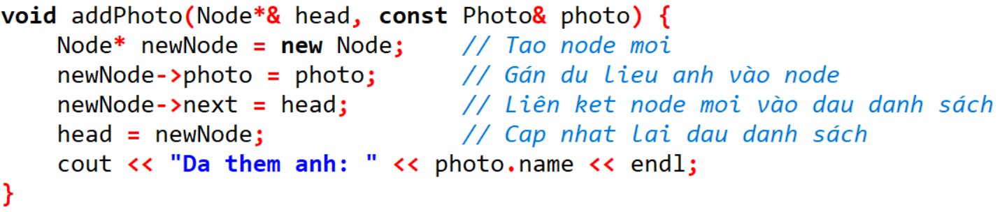 void addPhoto(Node*& head, const Photo& photo) {
    Node* newNode = new Node;    // Tao node moi
    newNode->photo = photo;      // Gán du lieu anh vào node
    newNode->next = head;        // Liên ket node moi vào dau danh sách
    head = newNode;              // Cap nhat lai dau danh sách
    cout << "Da them anh: " << photo.name << endl;
}